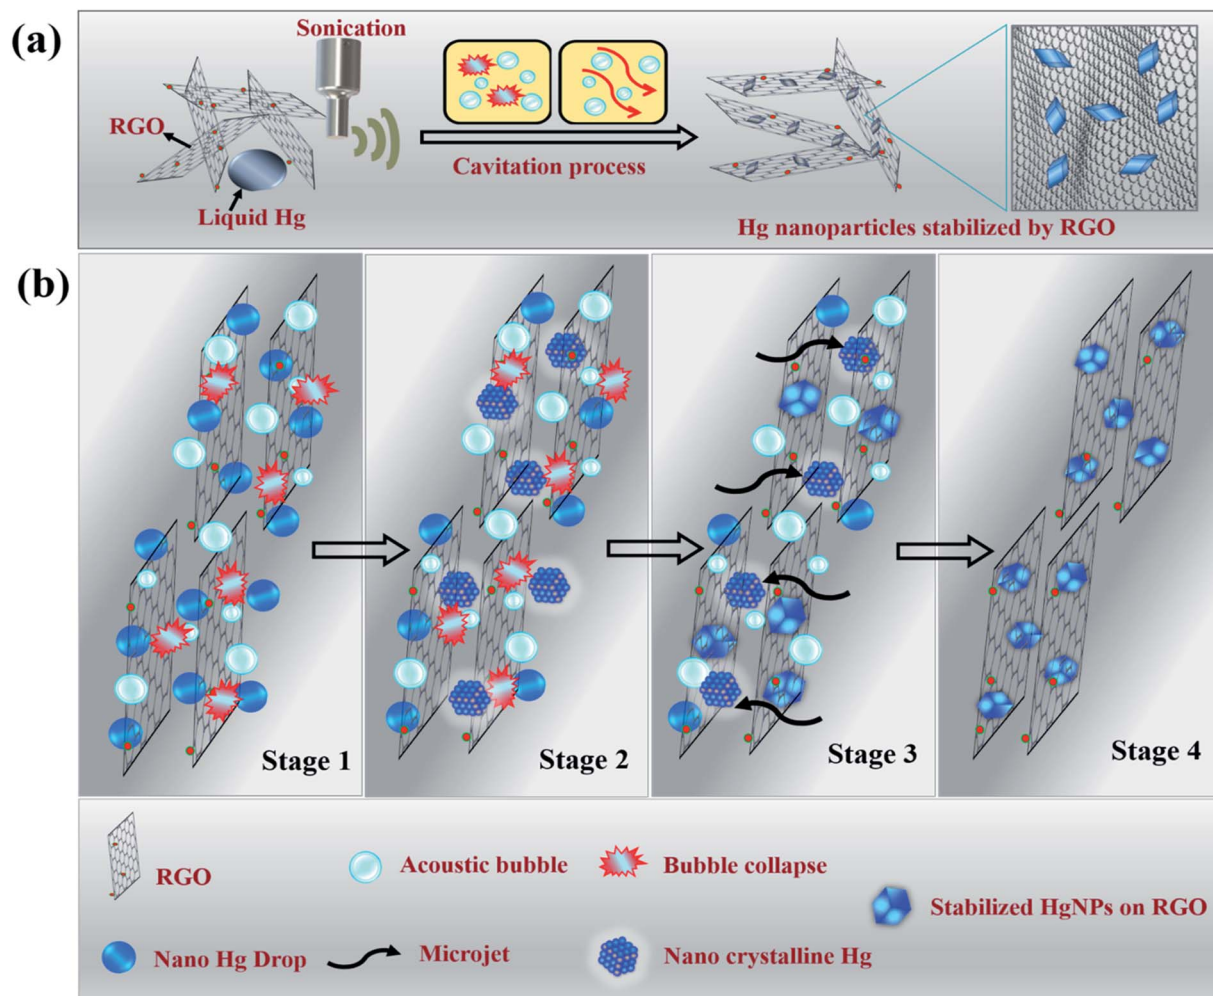 (a)
Sonication
RGO
Liquid Hg
Cavitation process
Hg nanoparticles stabilized by RGO
(b)
Stage 1
Stage 2
Stage 3
Stage 4
RGO
Acoustic bubble
Bubble collapse
Stabilized HgNPs on RGO
Nano Hg Drop
Microjet
Nano crystalline Hg